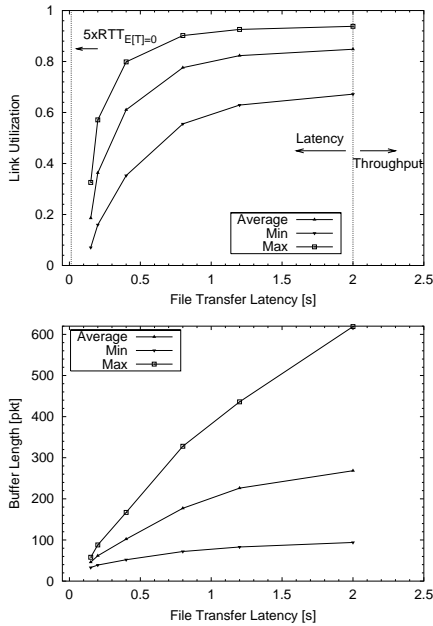 1
0.8
0.6
0.4
0.2
0
Link Utilization
5xRTT E[T]=0
Latency
Throughput
Average
Min
Max
0 0.5 1 1.5 2 2.5
File Transfer Latency [s]
600
500
400
300
200
100
0
Buffer Length [pkt]
Average
Min
Max
0 0.5 1 1.5 2 2.5
File Transfer Latency [s]